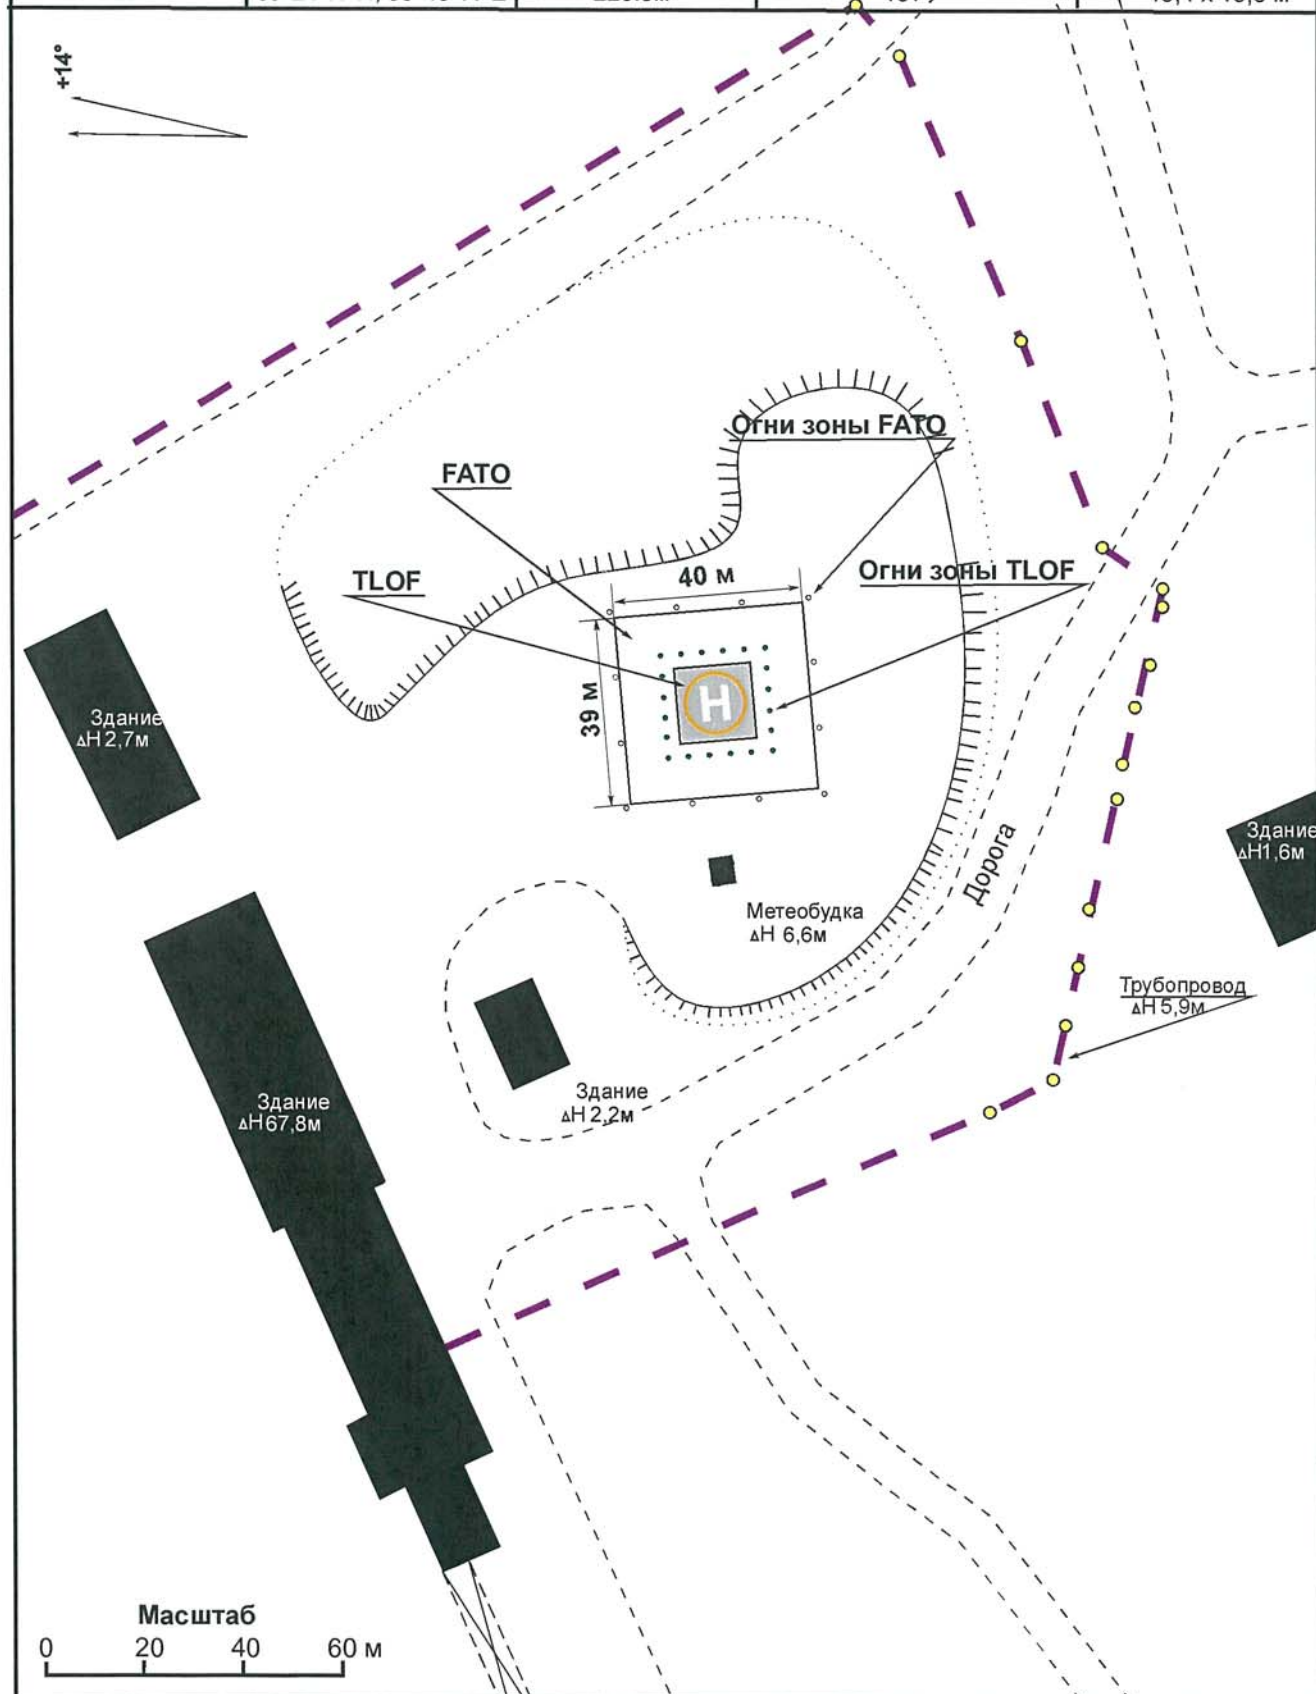 +14°
Огни зоны FATO
FATO
TLOF
40 м
Огни зоны TLOF
39 м
H
Здание
ΔH 2,7м
Здание
ΔH1,6м
Дорога
Метеобудка
ΔH 6,6м
Трубопровод
ΔH 5,9м
Здание
ΔH 2,2м
Здание
ΔH67,8м
Масштаб
0 20 40 60 м